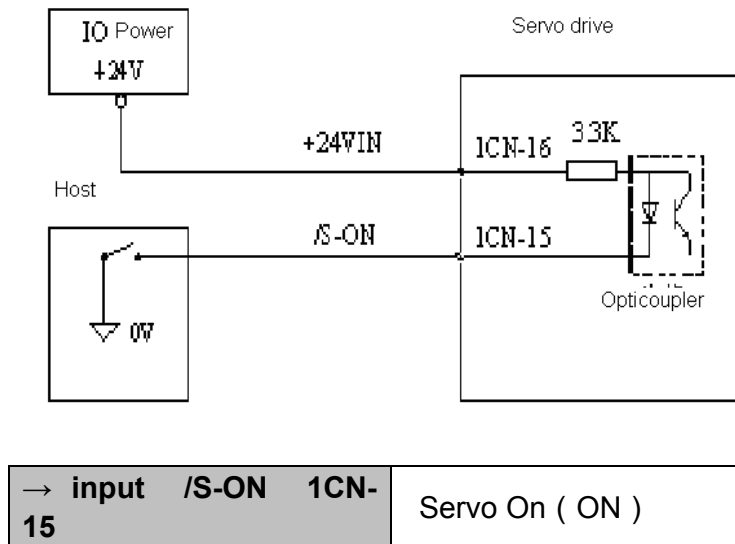 IO Power
+24V
Servo drive
+24VIN
1CN-16
33K
Host
/S-ON
1CN-15
0V
Opticoupler
→ input /S-ON 1CN-
15
Servo On ( ON )